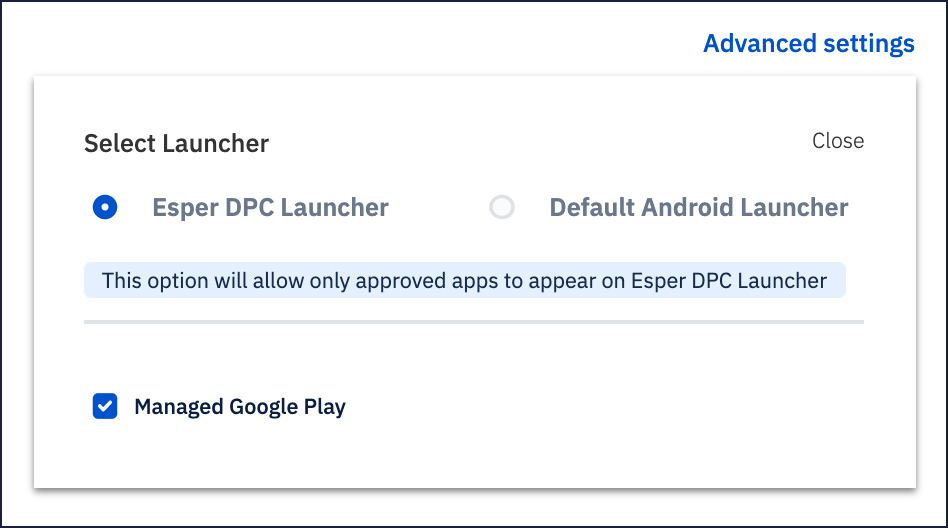 Advanced settings
Select Launcher
Close
Esper DPC Launcher
Default Android Launcher
This option will allow only approved apps to appear on Esper DPC Launcher
Managed Google Play